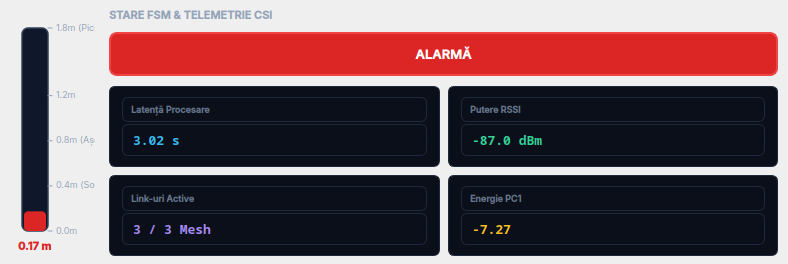 STARE FSM & TELEMETRIE CSI
1.8m (Pic
ALARMĂ
1.2m
0.8m (Aș
0.4m (So
0.0m
0.17 m
Latență Procesare
3.02 s
Putere RSSI
-87.0 dBm
Link-uri Active
3 / 3 Mesh
Energie PC1
-7.27